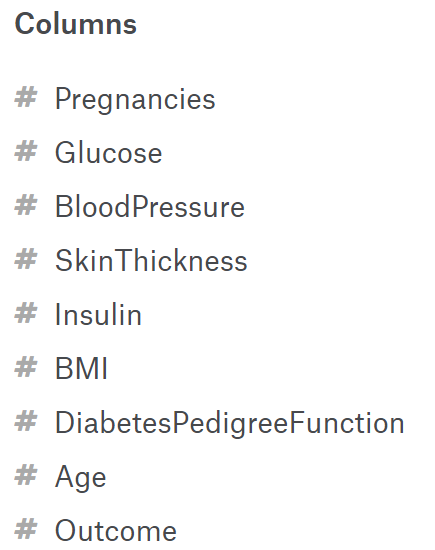 Columns
# Pregnancies
# Glucose
# BloodPressure
# SkinThickness
# Insulin
# BMI
# DiabetesPedigreeFunction
# Age
# Outcome